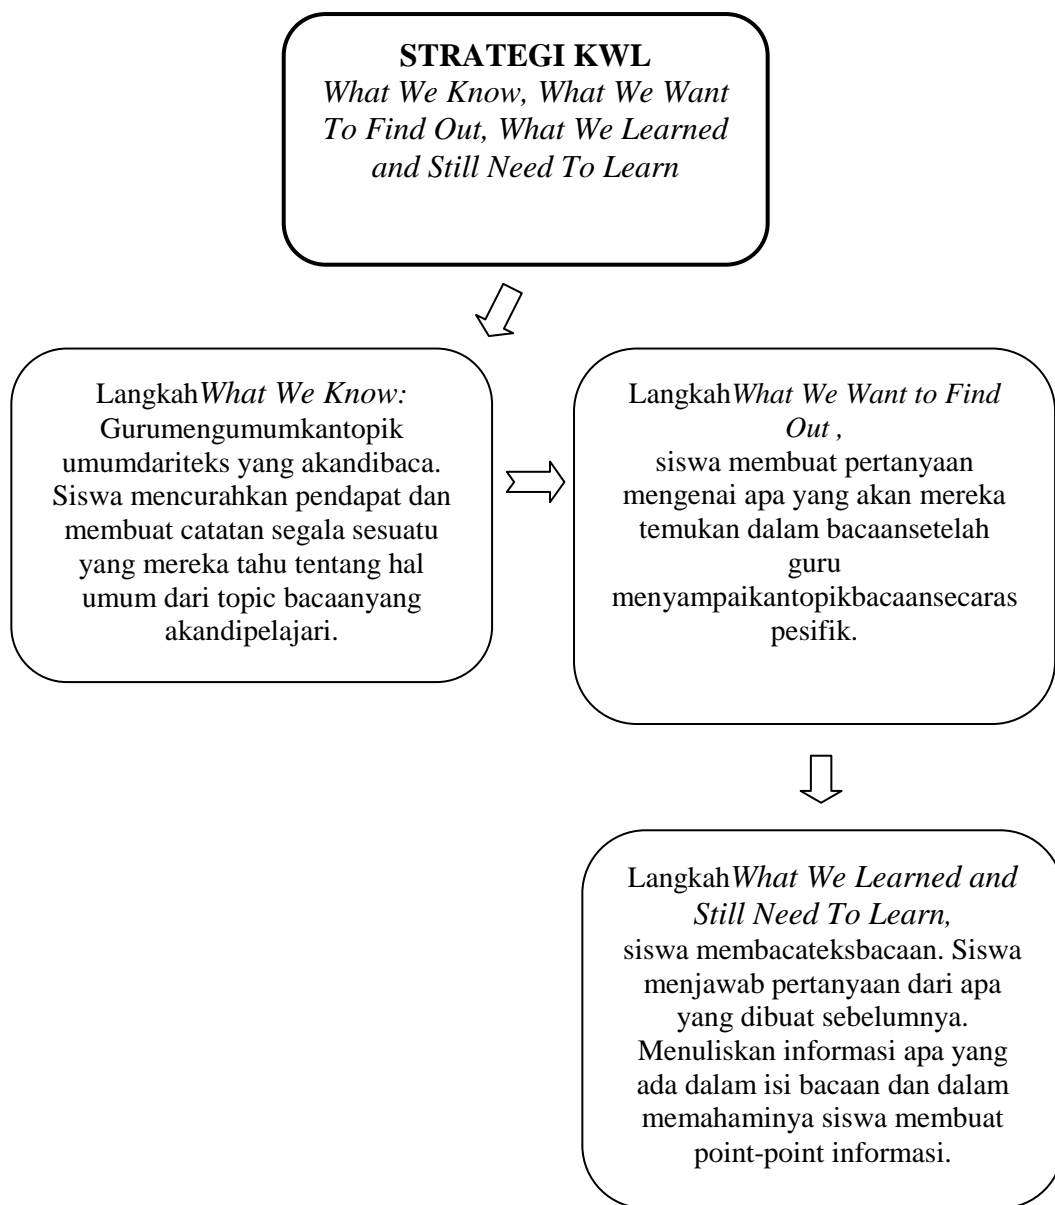 STRATEGI KWL
What We Know, What We Want
To Find Out, What We Learned
and Still Need To Learn
LangkahWhat We Know:
Gurumengumumkantopik
umumdariteks yang akandibaca.
Siswa mencurahkan pendapat dan
membuat catatan segala sesuatu
yang mereka tahu tentang hal
umum dari topic bacaanyang
akandipelajari.
LangkahWhat We Want to Find
Out ,
siswa membuat pertanyaan
mengenai apa yang akan mereka
temukan dalam bacaansetelah
guru
menyampaikantopikbacaansecaras
pesifik.
LangkahWhat We Learned and
Still Need To Learn,
siswa membacateksbacaan. Siswa
menjawab pertanyaan dari apa
yang dibuat sebelumnya.
Menuliskan informasi apa yang
ada dalam isi bacaan dan dalam
memahaminya siswa membuat
point-point informasi.